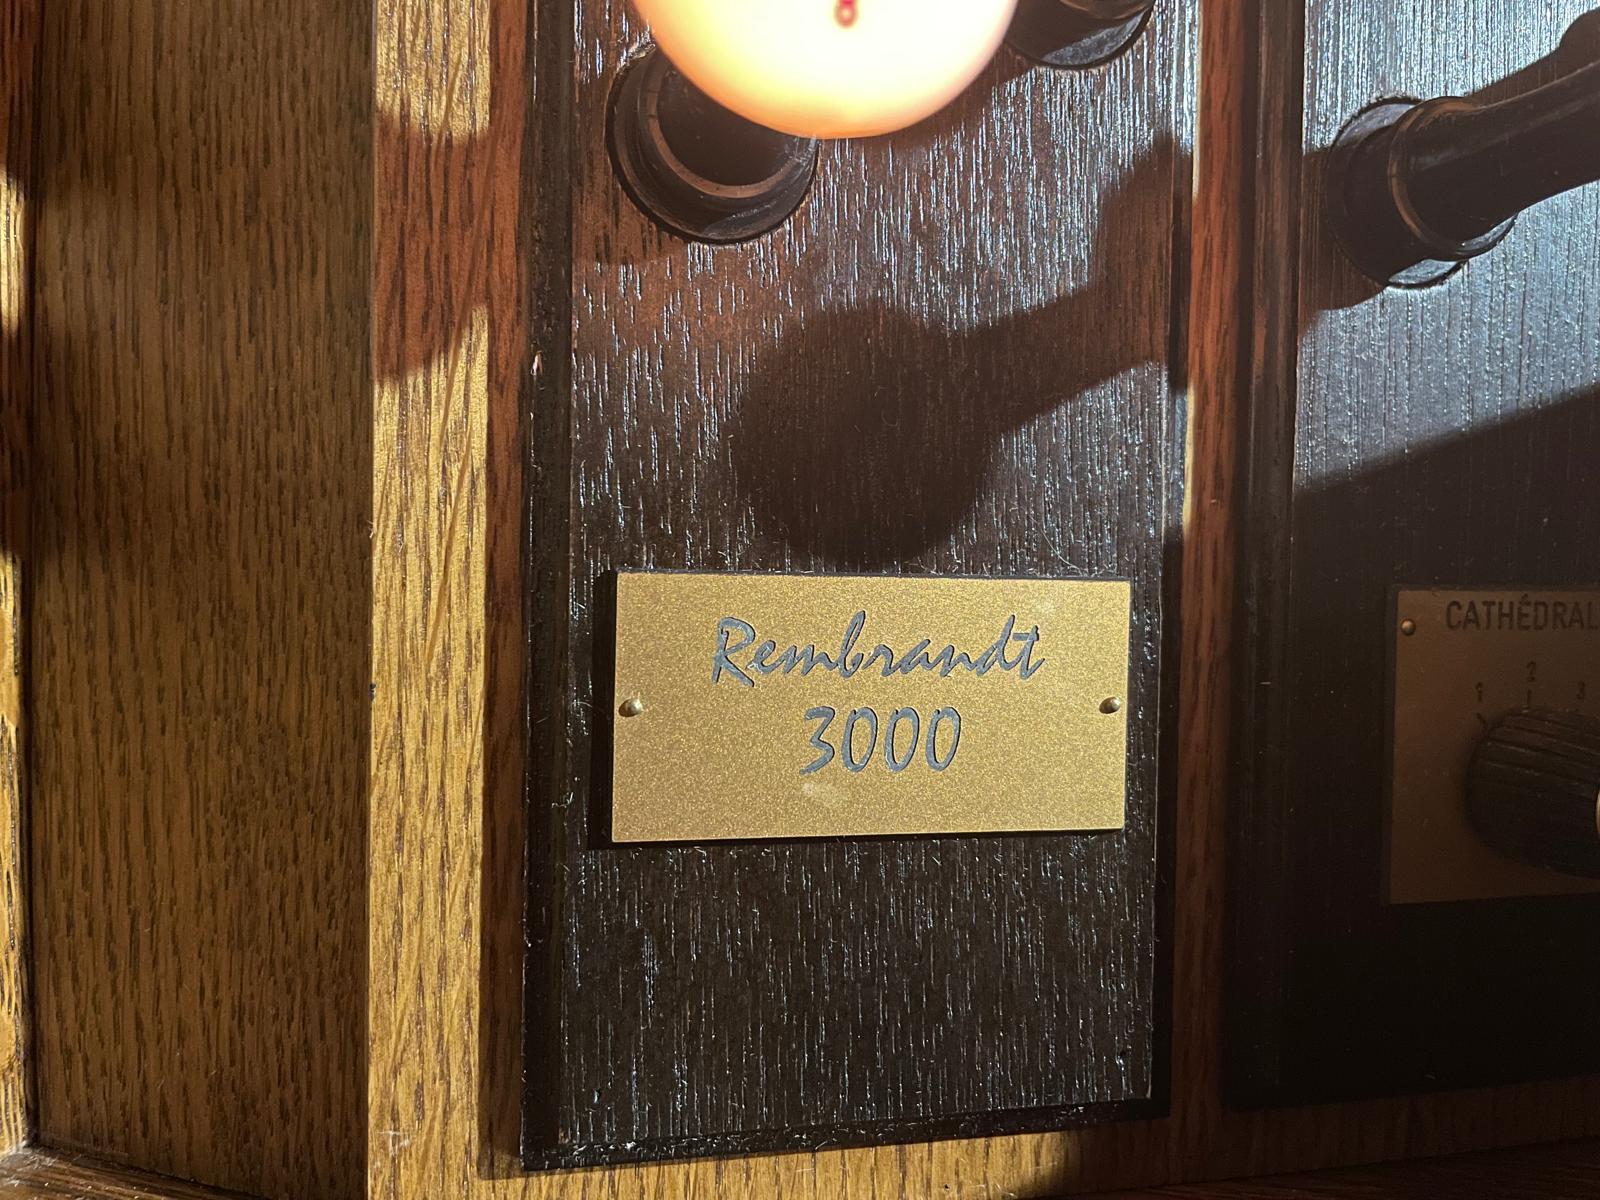 Rembrandt
3000
CATHÉDRAL
1 2 3